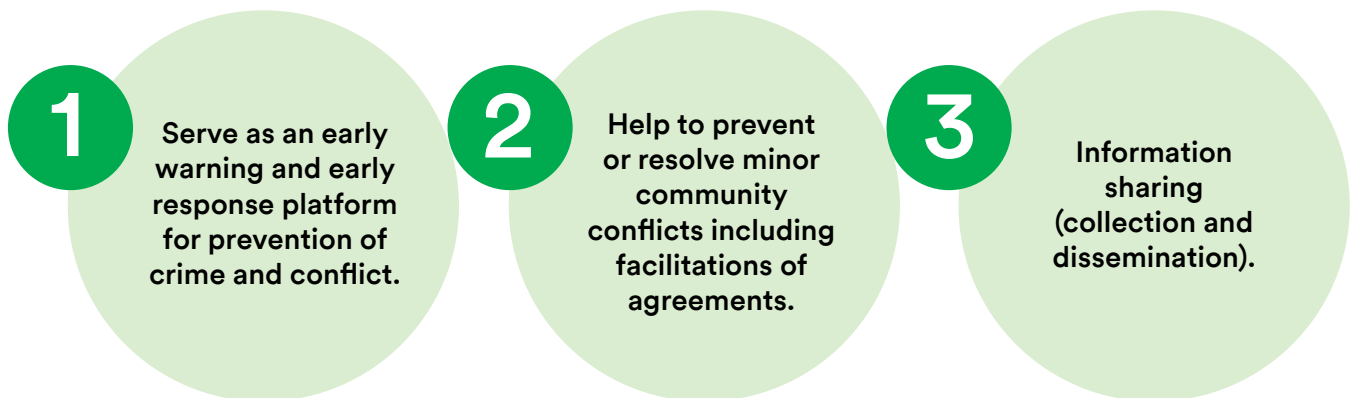 1
Serve as an early
warning and early
response platform
for prevention of
crime and conflict.
2
Help to prevent
or resolve minor
community
conflicts including
facilitations of
agreements.
3
Information
sharing
(collection and
dissemination).